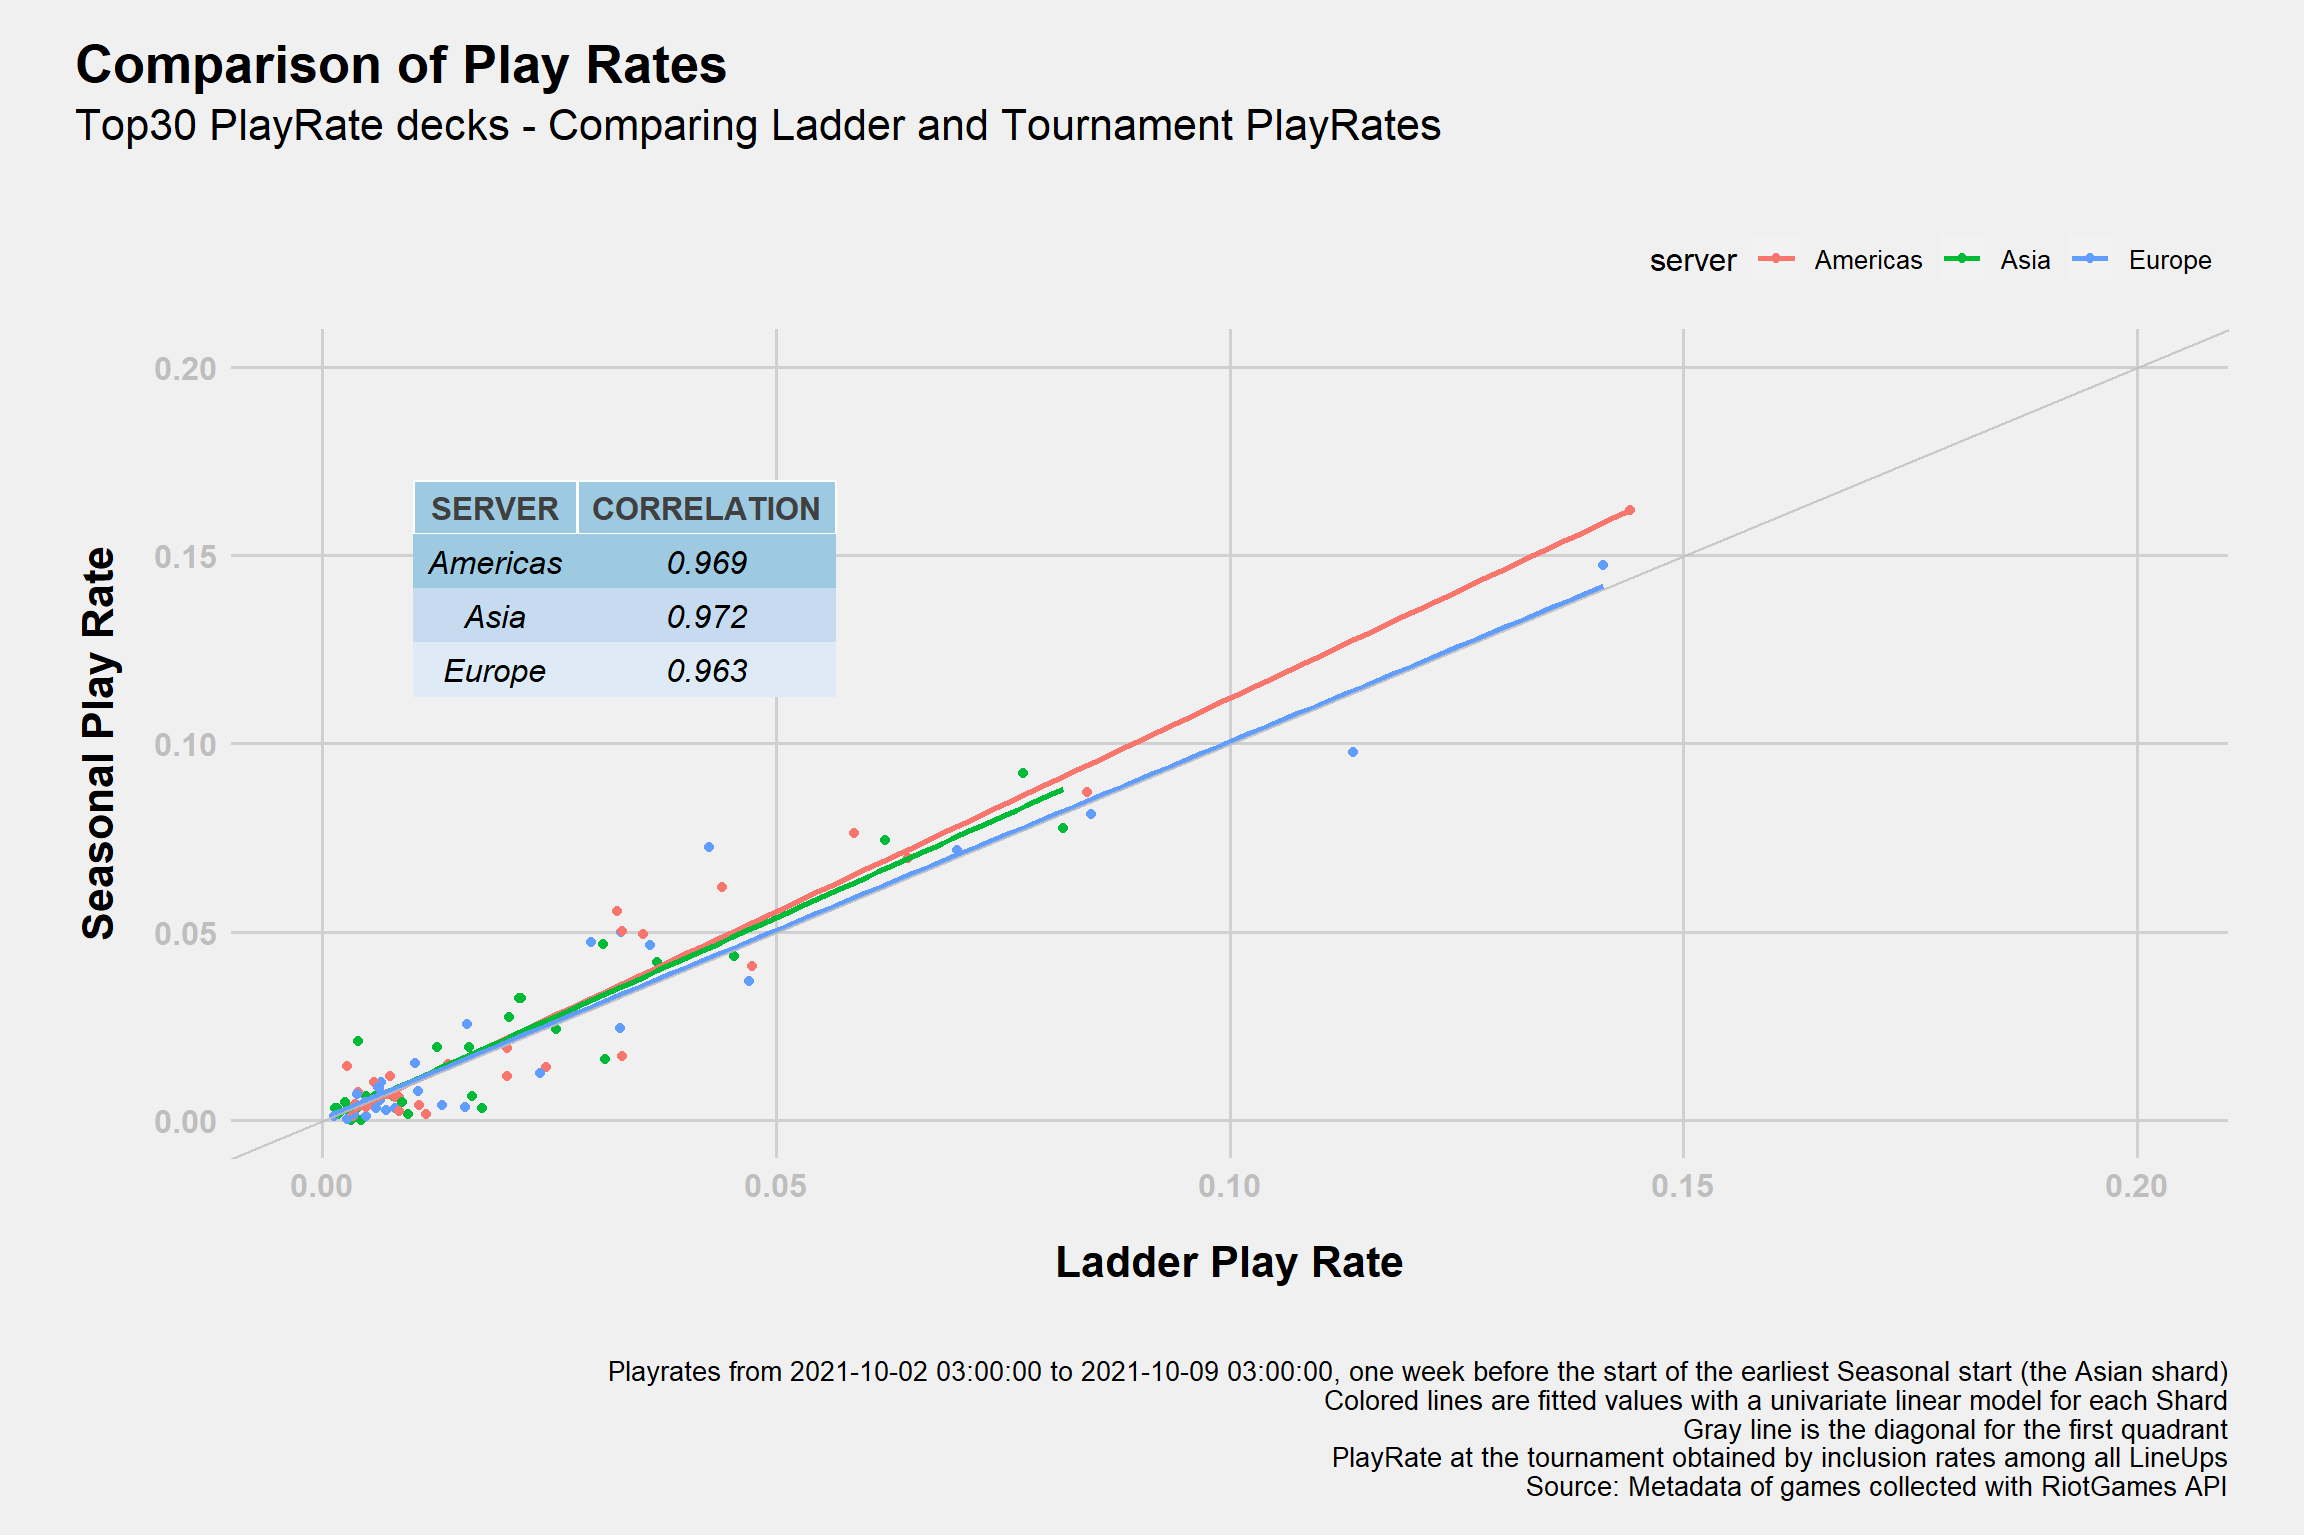 Comparison of Play Rates
Top30 PlayRate decks - Comparing Ladder and Tournament PlayRates
server Americas Asia Europe
0.20
0.15
0.10
0.05
0.00
Seasonal Play Rate
SERVER CORRELATION
Americas 0.969
Asia 0.972
Europe 0.963
0.00 0.05 0.10 0.15 0.20
Ladder Play Rate
Playrates from 2021-10-02 03:00:00 to 2021-10-09 03:00:00, one week before the start of the earliest Seasonal start (the Asian shard)
Colored lines are fitted values with a univariate linear model for each Shard
Gray line is the diagonal for the first quadrant
PlayRate at the tournament obtained by inclusion rates among all LineUps
Source: Metadata of games collected with RiotGames API